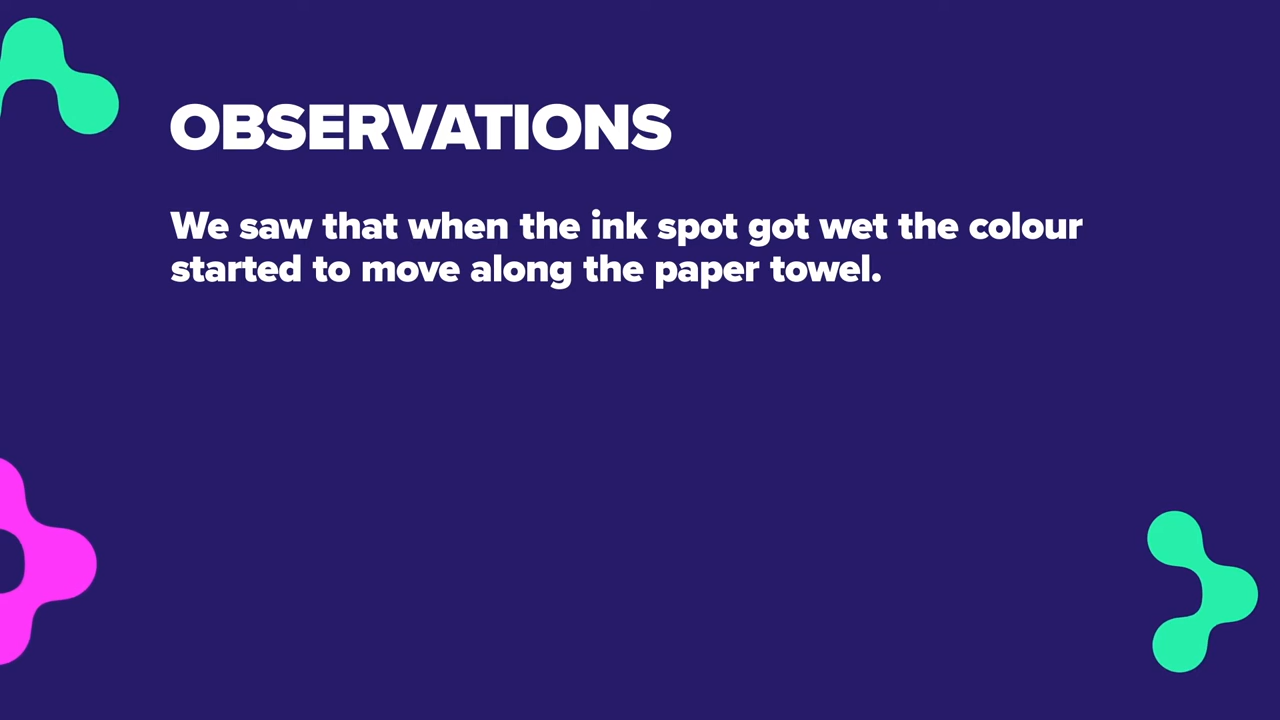 OBSERVATIONS
We saw that when the ink spot got wet the colour
started to move along the paper towel.